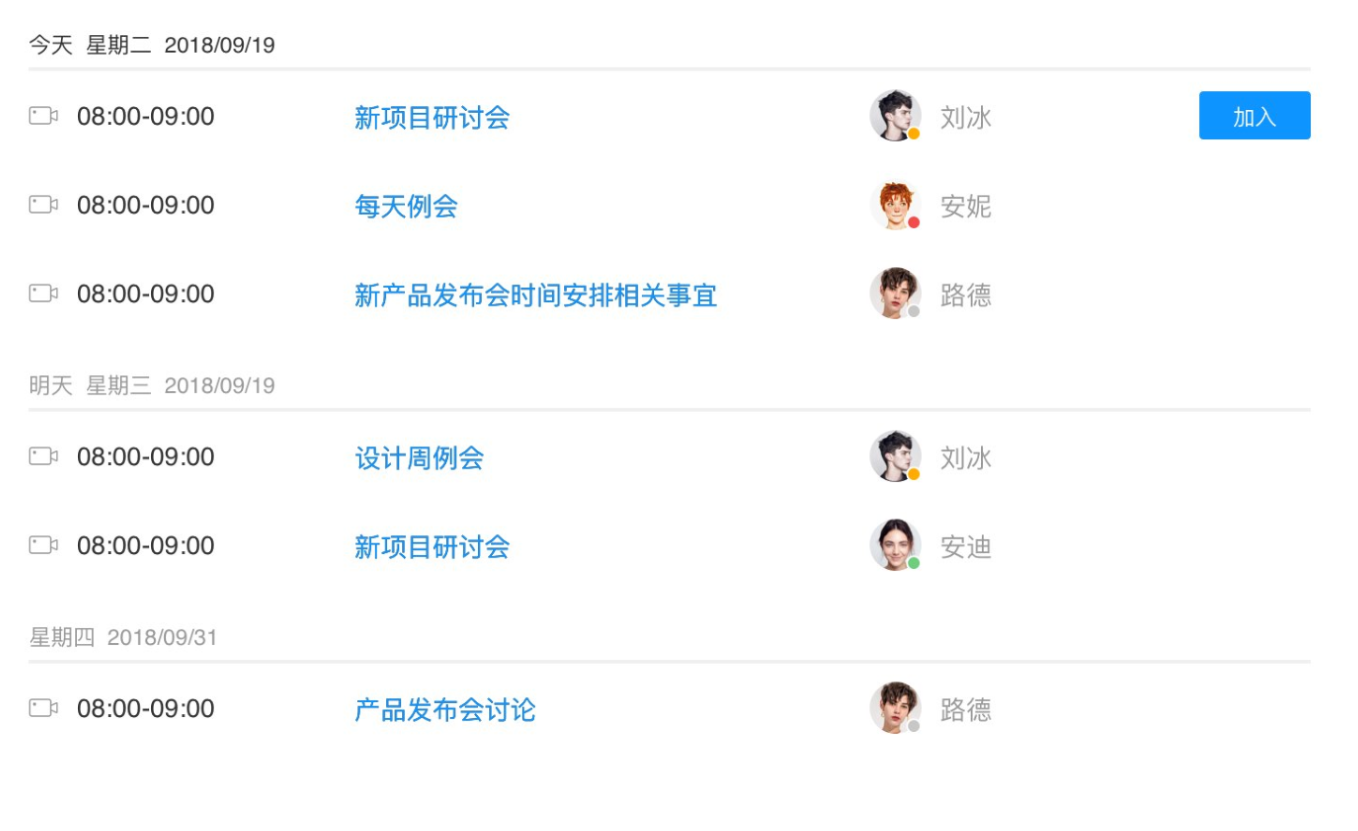 今天 星期二 2018/09/19
08:00-09:00 新项目研讨会 刘冰 加入
08:00-09:00 每天例会 安妮
08:00-09:00 新产品发布会时间安排相关事宜 路德
明天 星期三 2018/09/19
08:00-09:00 设计周例会 刘冰
08:00-09:00 新项目研讨会 安迪
星期四 2018/09/31
08:00-09:00 产品发布会讨论 路德